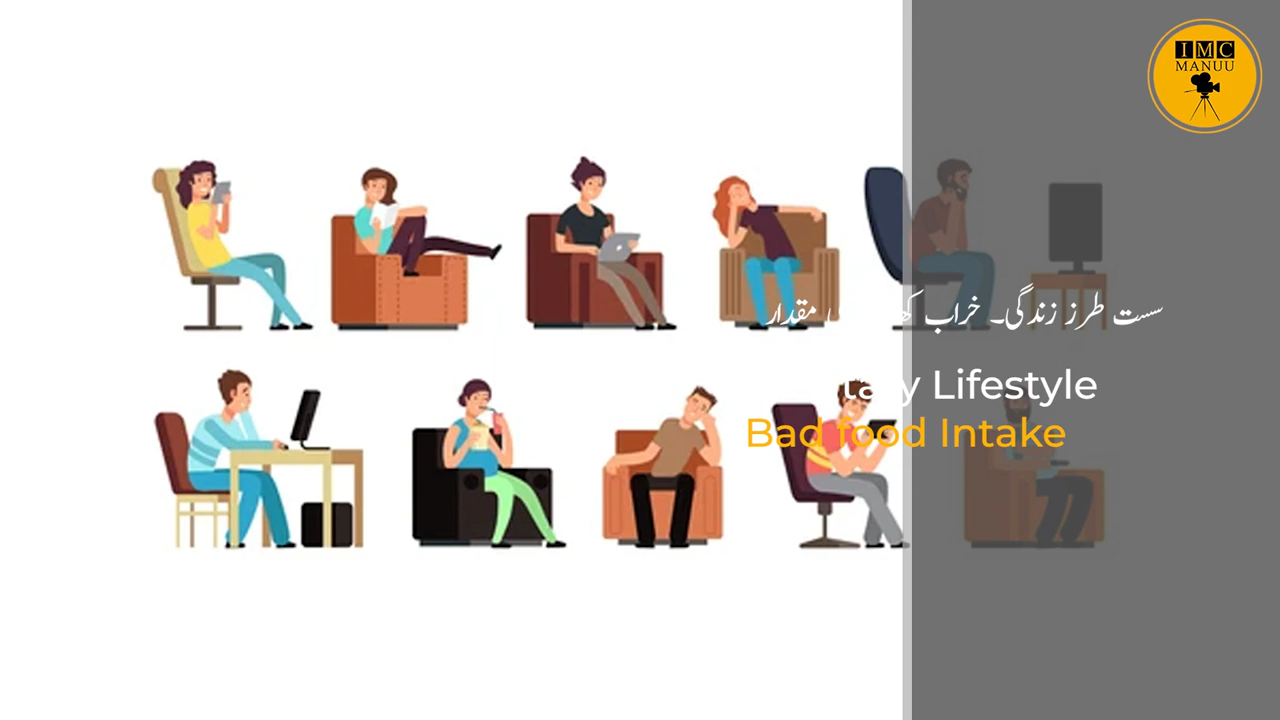 IMC
MANUU
سست طرز زندگی۔ خراب مقدار
Lifestyle
Bad food Intake